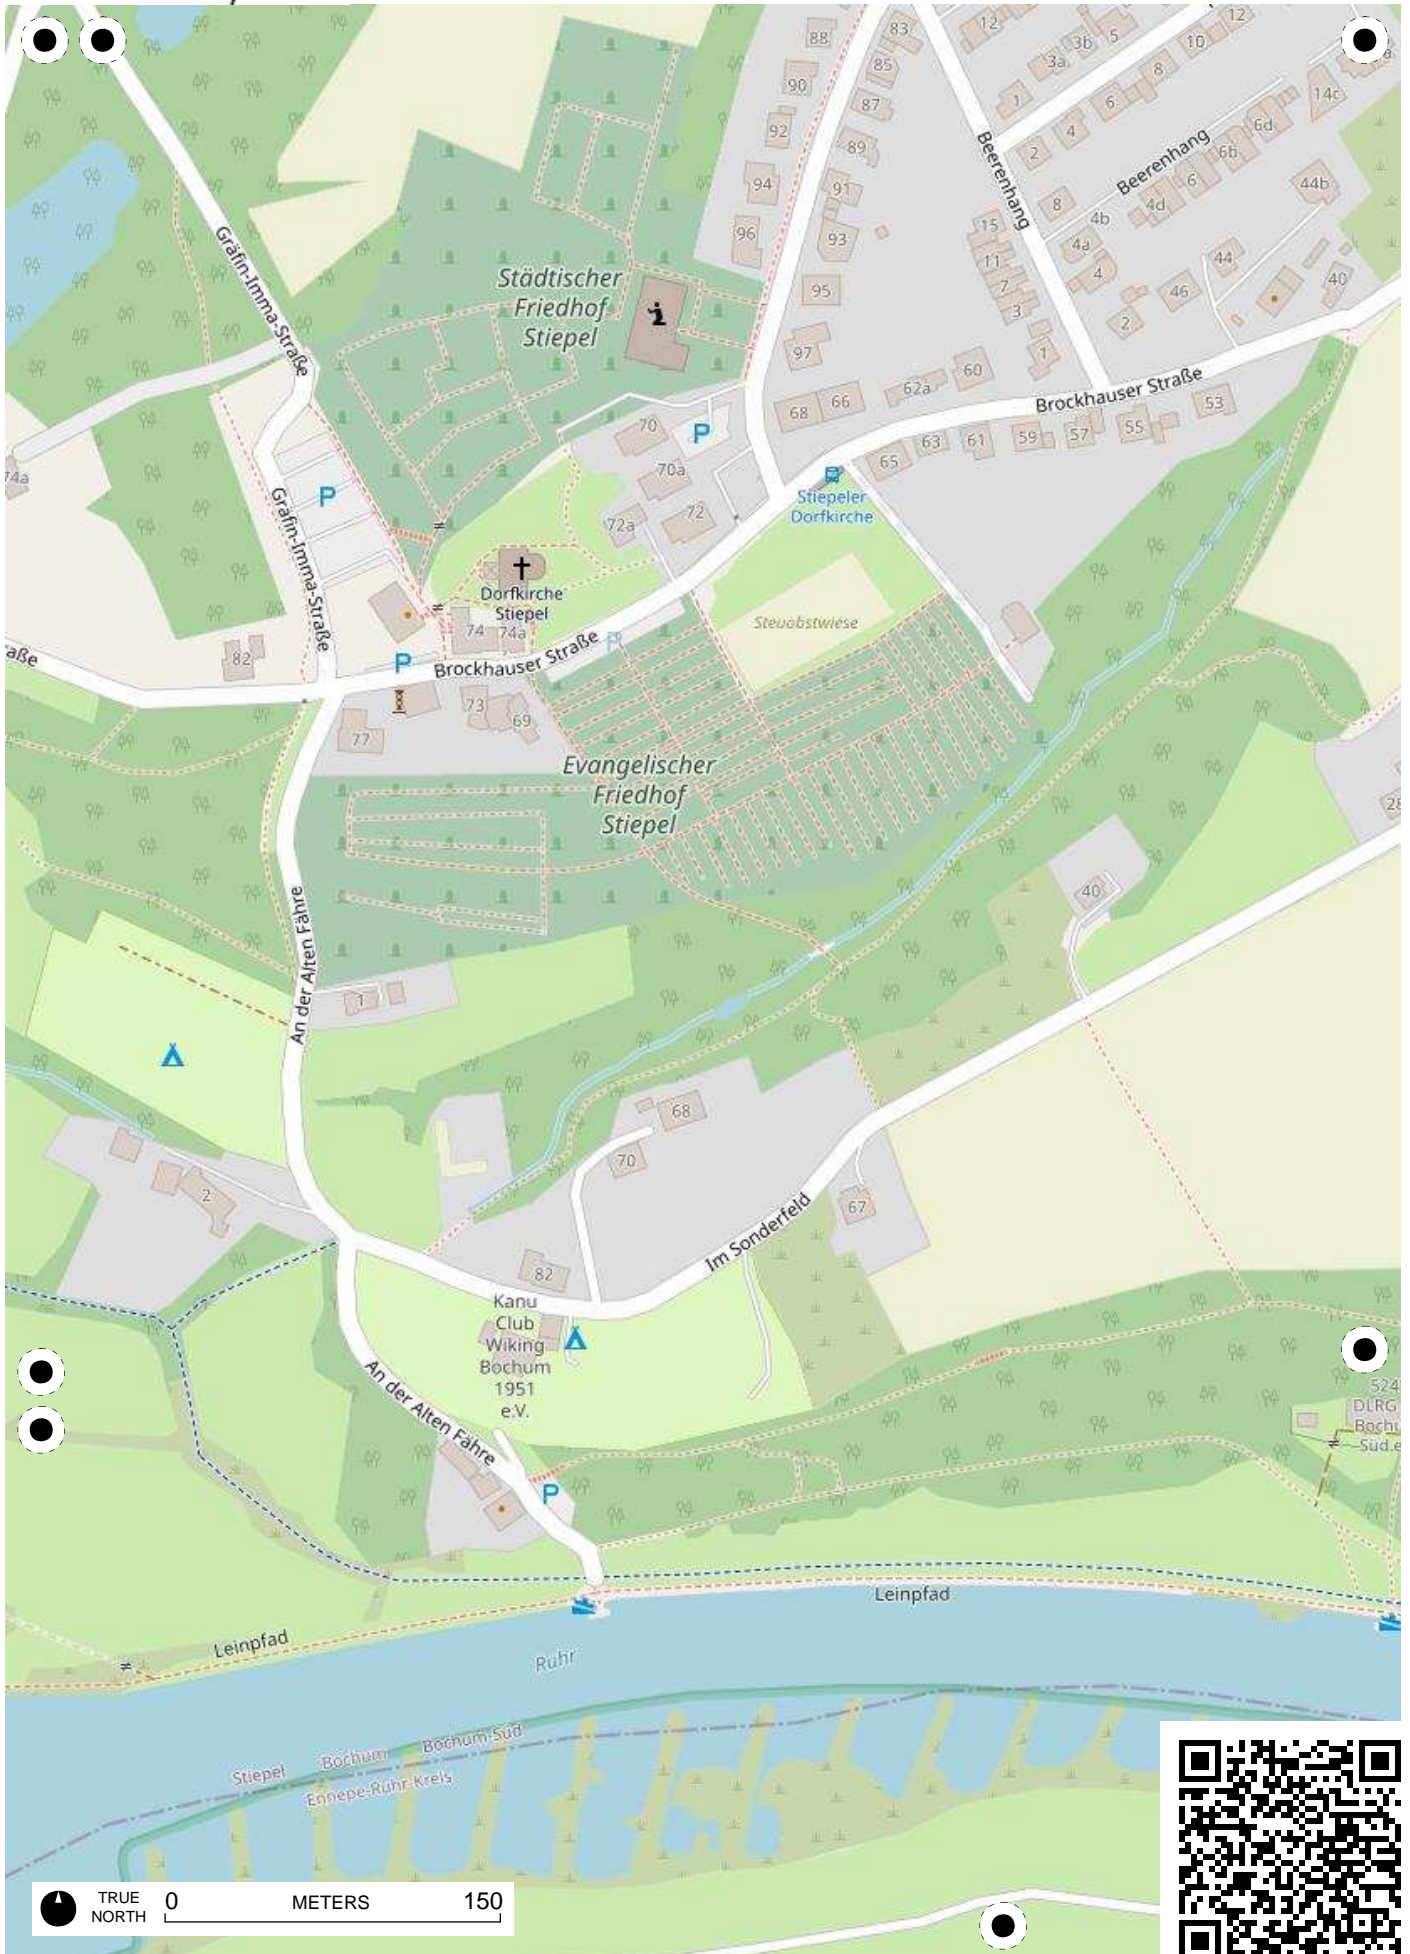 88
83
12
3b
5
12
10
90
85
3a
8
87
1
6
14c
92
4
6d
89
2
6b
Beerenhang
Beerenhang
94
91
6
44b
8
4d
4b
96
93
15
4a
44
11
4
40
Gräfin-Imma-Straße
Städtischer
Friedhof
Stiepel
95
7
46
3
2
97
1
60
62a
Brockhauser Straße
68
66
53
70
P
63
61
59
57
55
65
74a
70a
P
Stiepeler
Dorfkirche
72
72a
Gräfin-Imma-Straße
Dorfkirche
Stiepel
74
74a
Steuobstwiese
82
aße
P
P
Brockhauser Straße
73
69
77
Evangelischer
Friedhof
Stiepel
28
40
An der Alten Fähre
1
68
70
2
67
Im Sonderfeld
82
Kanu
Club
Wiking
Bochum
1951
e.V.
An der Alten Fähre
524
DLRG
Bochu
Süd.e
P
Leinpfad
Leinpfad
Ruhr
Stiepel
Bochum
Bochum-Süd
Ennepe-Ruhr-Kreis
TRUE
NORTH
0
METERS
150